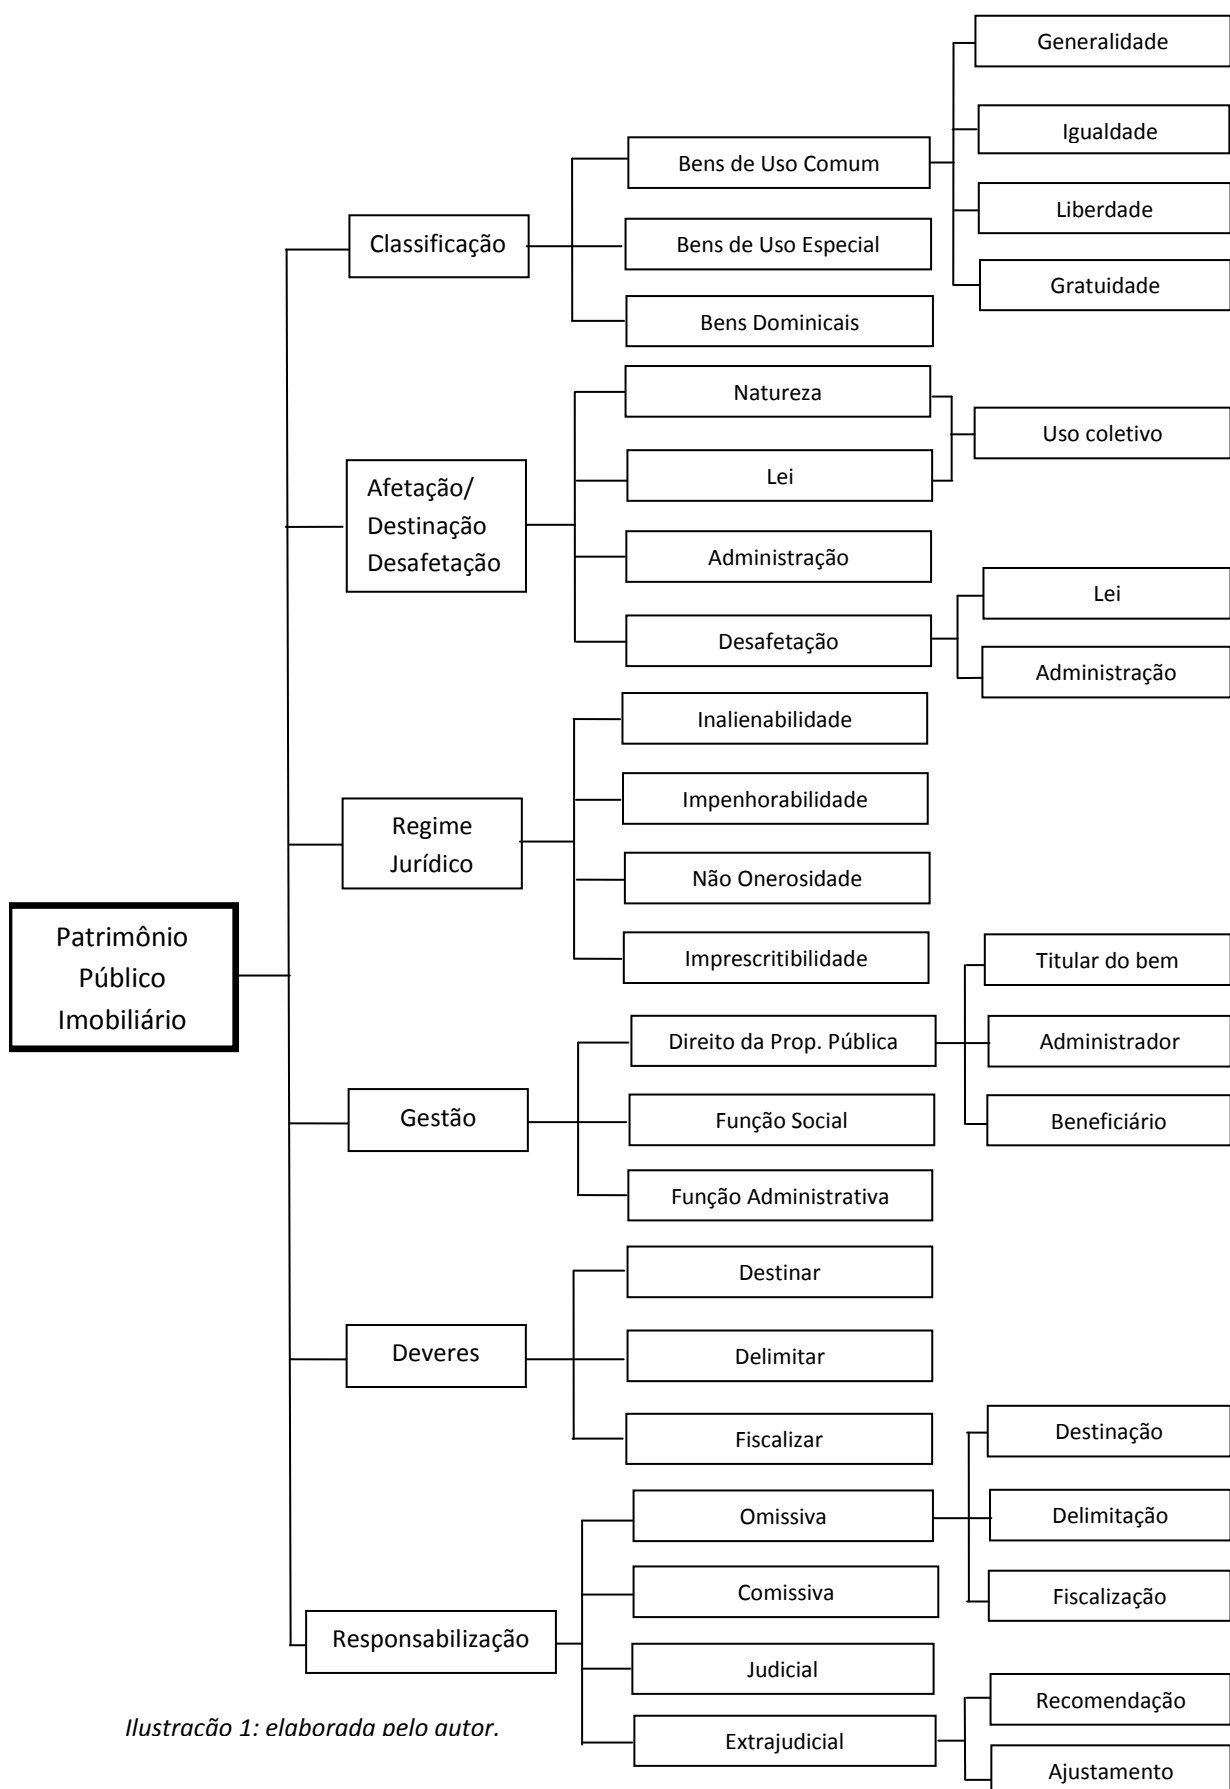 Patrimônio
Público
Imobiliário
Classificação
Bens de Uso Comum
Generalidade
Igualdade
Liberdade
Gratuidade
Bens de Uso Especial
Bens Dominicais
Afetação/
Destinação
Desafetação
Natureza
Lei
Uso coletivo
Administração
Desafetação
Lei
Administração
Regime
Jurídico
Inalienabilidade
Impenhorabilidade
Não Onerosidade
Imprescritibilidade
Gestão
Direito da Prop. Pública
Titular do bem
Administrador
Beneficiário
Função Social
Função Administrativa
Deveres
Destinar
Delimitar
Fiscalizar
Responsabilização
Omissiva
Destinação
Delimitação
Fiscalização
Comissiva
Judicial
Extrajudicial
Recomendação
Ajustamento
Ilustração 1: elaborada pelo autor.